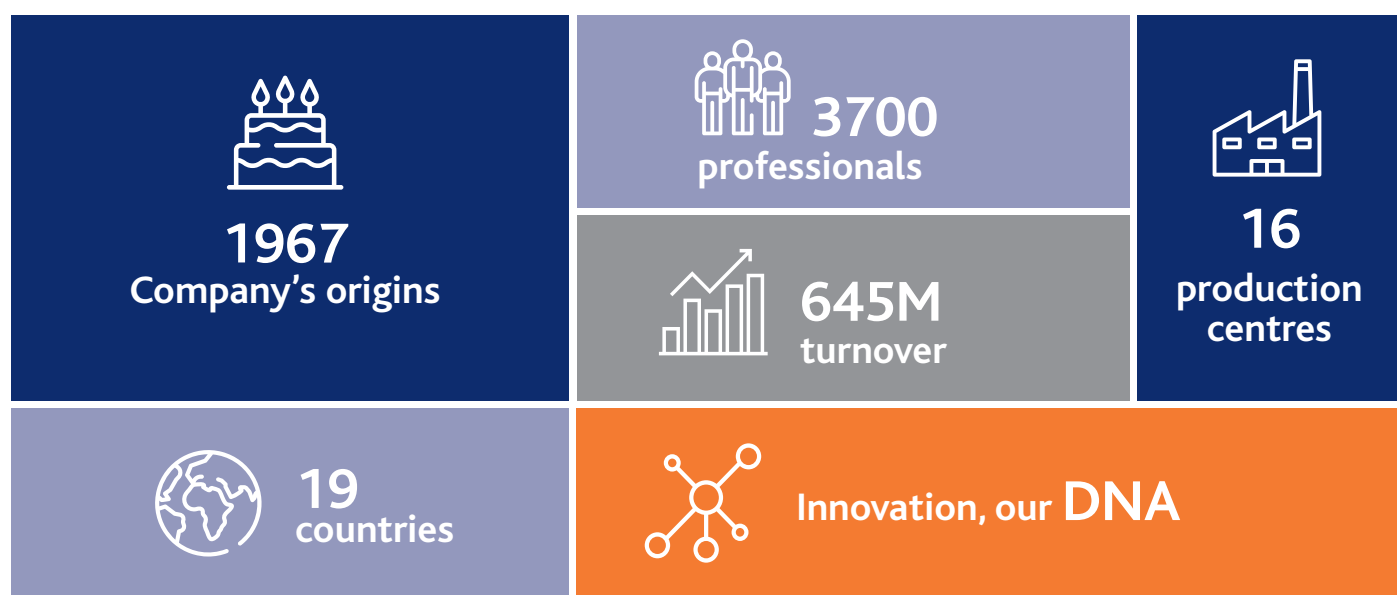 1967
Company's origins
3700
professionals
645M
turnover
16
production
centres
19
countries
Innovation, our DNA